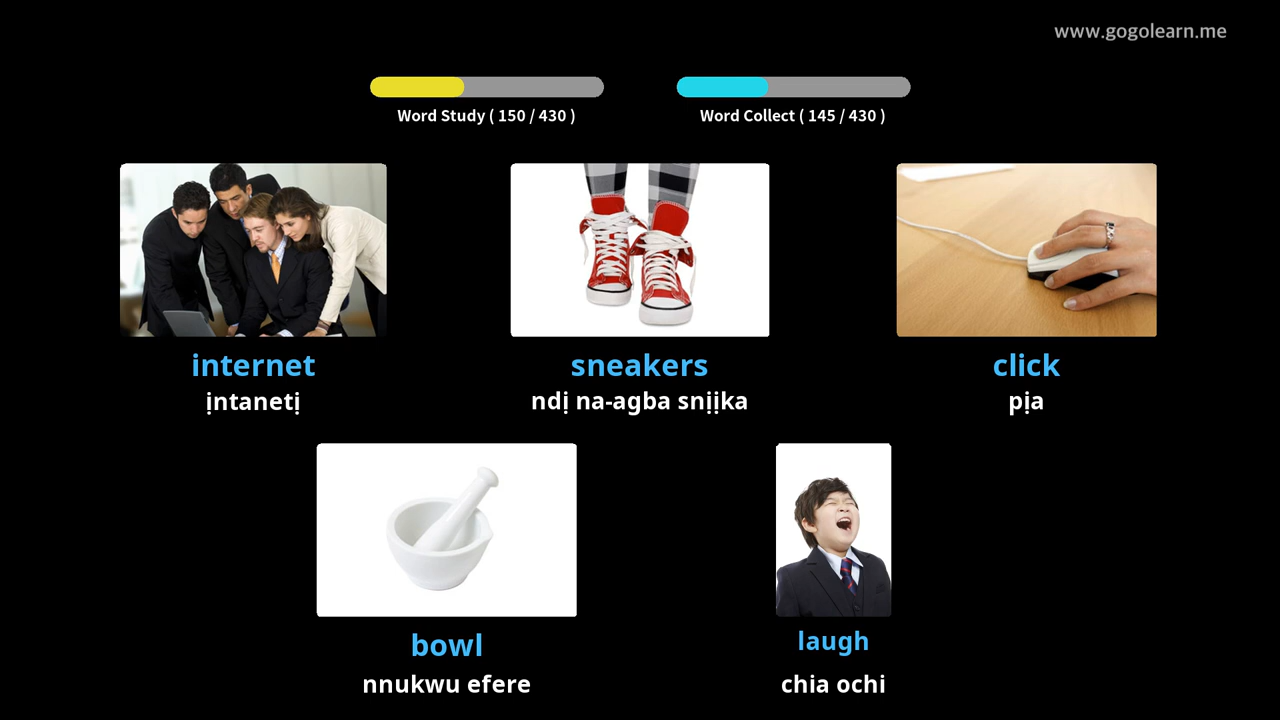 www.gogolearn.me
Word Study ( 150 / 430 )
Word Collect ( 145 / 430 )
internet
ịntanetị
sneakers
ndị na-agba snịịka
click
pịa
bowl
nnukwu efere
laugh
chia ochi